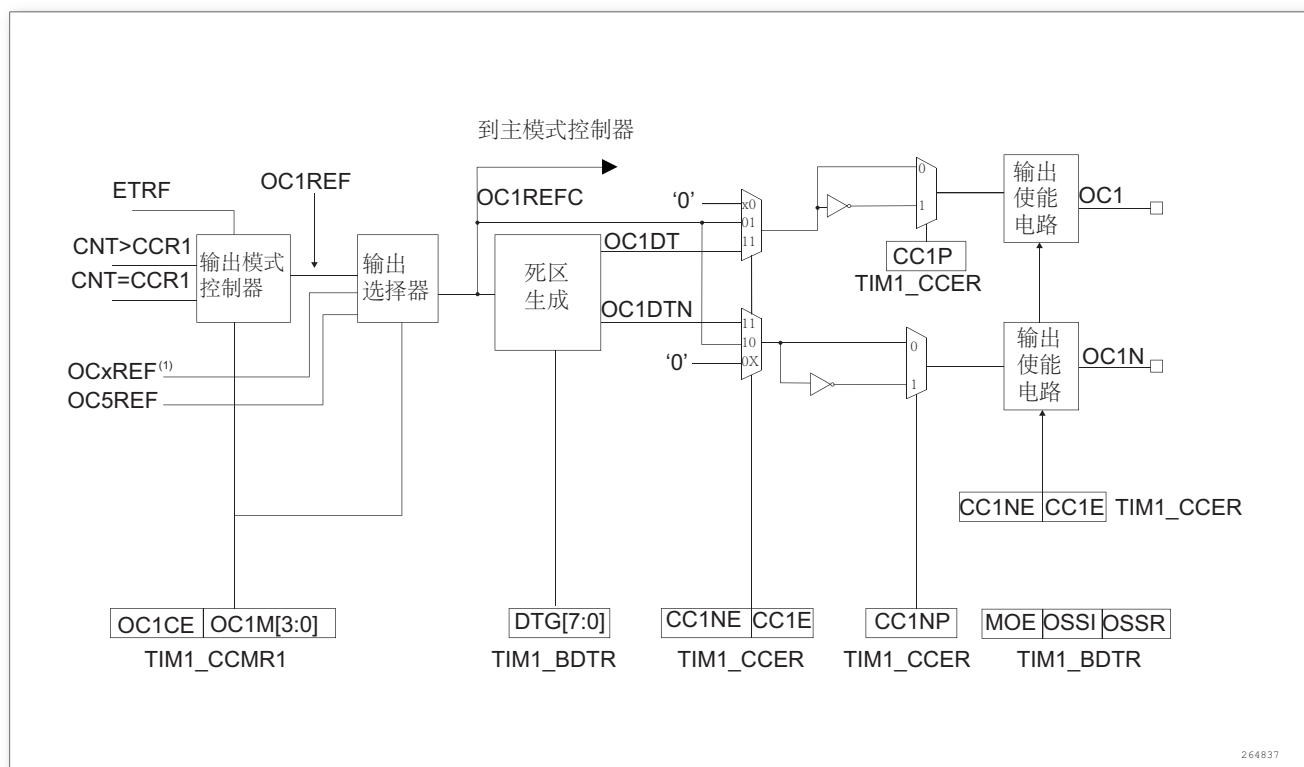 到主模式控制器
ETRF
OC1REF
OC1REFC
CNT>CCR1
CNT=CCR1
输出模式
控制器
输出
选择器
死区
生成
OC1DT
OC1DTN
‘0’
x0
01
11
11
10
0X
‘0’
0
1
CC1P
TIM1_CCER
0
1
输出
使能
电路
OC1
输出
使能
电路
OC1N
OCxREF(1)
OC5REF
CC1NE CC1E TIM1_CCER
OC1CE OC1M[3:0]
TIM1_CCMR1
DTG[7:0]
TIM1_BDTR
CC1NE CC1E
TIM1_CCER
CC1NP
TIM1_CCER
MOE OSSI OSSR
TIM1_BDTR
264837